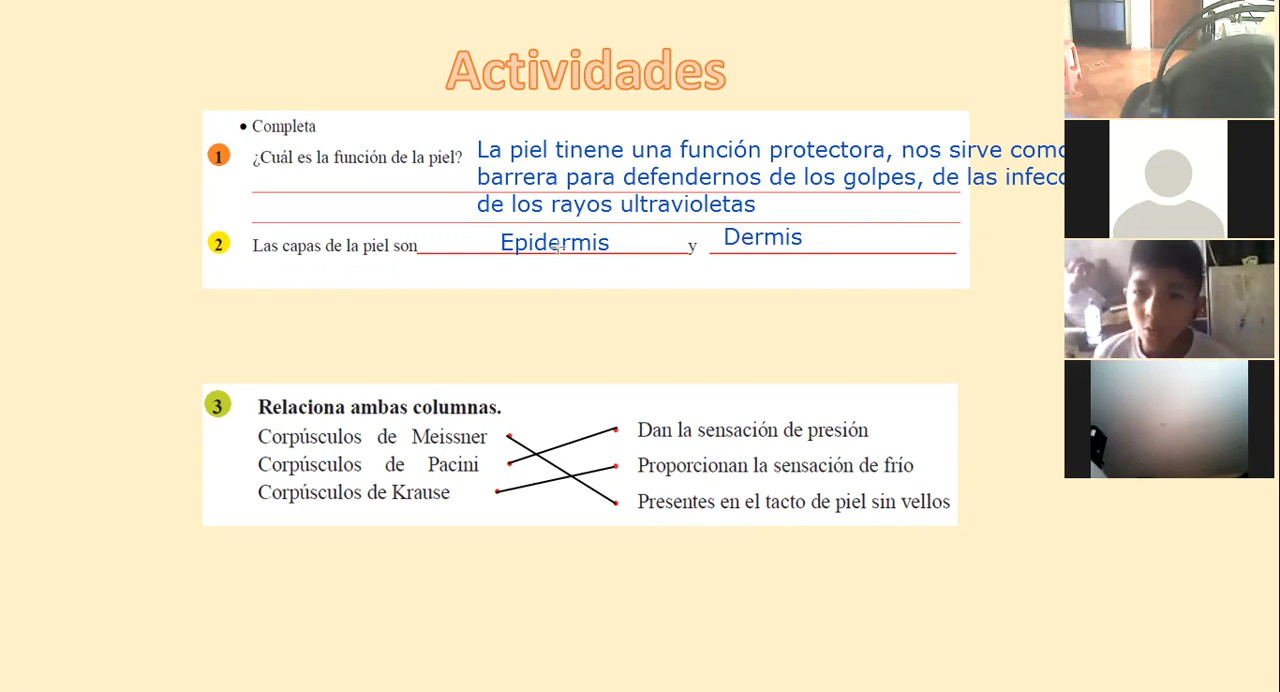 Actividades
• Completa
1 ¿Cuál es la función de la piel?
La piel tinene una función protectora, nos sirve como
barrera para defendernos de los golpes, de las
de los rayos ultravioletas
2 Las capas de la piel son Epidermis y Dermis
3 Relaciona ambas columnas.
Corpúsculos de Meissner
Corpúsculos de Pacini
Corpúsculos de Krause
Dan la sensación de presión
Proporcionan la sensación de frío
Presentes en el tacto de piel sin vellos